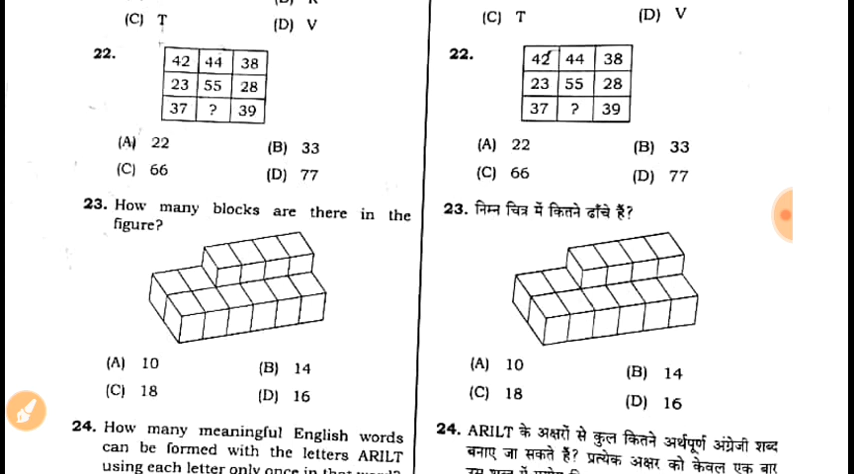 (C) T
(D) V
22.
42 44 38
23 55 28
37 ? 39
(A) 22
(B) 33
(C) 66
(D) 77
23. How many blocks are there in the
figure?
(A) 10
(B) 14
(C) 18
(D) 16
24. How many meaningful English words
can be formed with the letters ARILT
using each letter only once in that word?
(C) T
(D) V
22.
42 44 38
23 55 28
37 ? 39
(A) 22
(B) 33
(C) 66
(D) 77
23. निम्न चित्र में कितने ढाँचे हैं?
(A) 10
(B) 14
(C) 18
(D) 16
24. ARILT के अक्षरों से कुल कितने अर्थपूर्ण अंग्रेजी शब्द
बनाए जा सकते हैं? प्रत्येक अक्षर को केवल एक बार